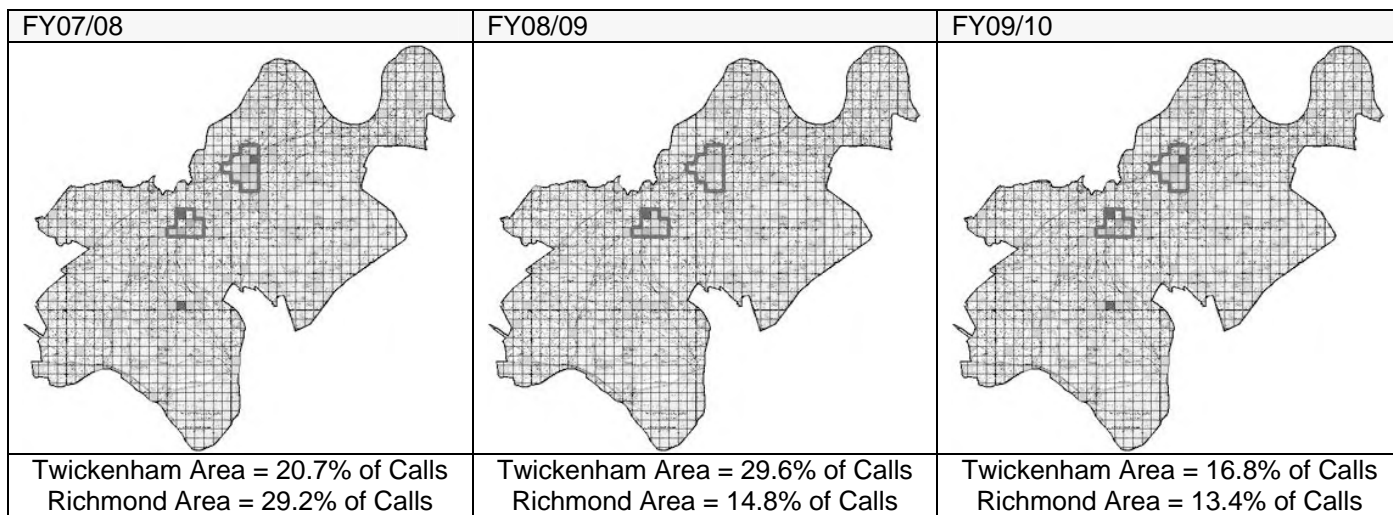 FY07/08
FY08/09
FY09/10
Twickenham Area = 20.7% of Calls
Richmond Area = 29.2% of Calls
Twickenham Area = 29.6% of Calls
Richmond Area = 14.8% of Calls
Twickenham Area = 16.8% of Calls
Richmond Area = 13.4% of Calls